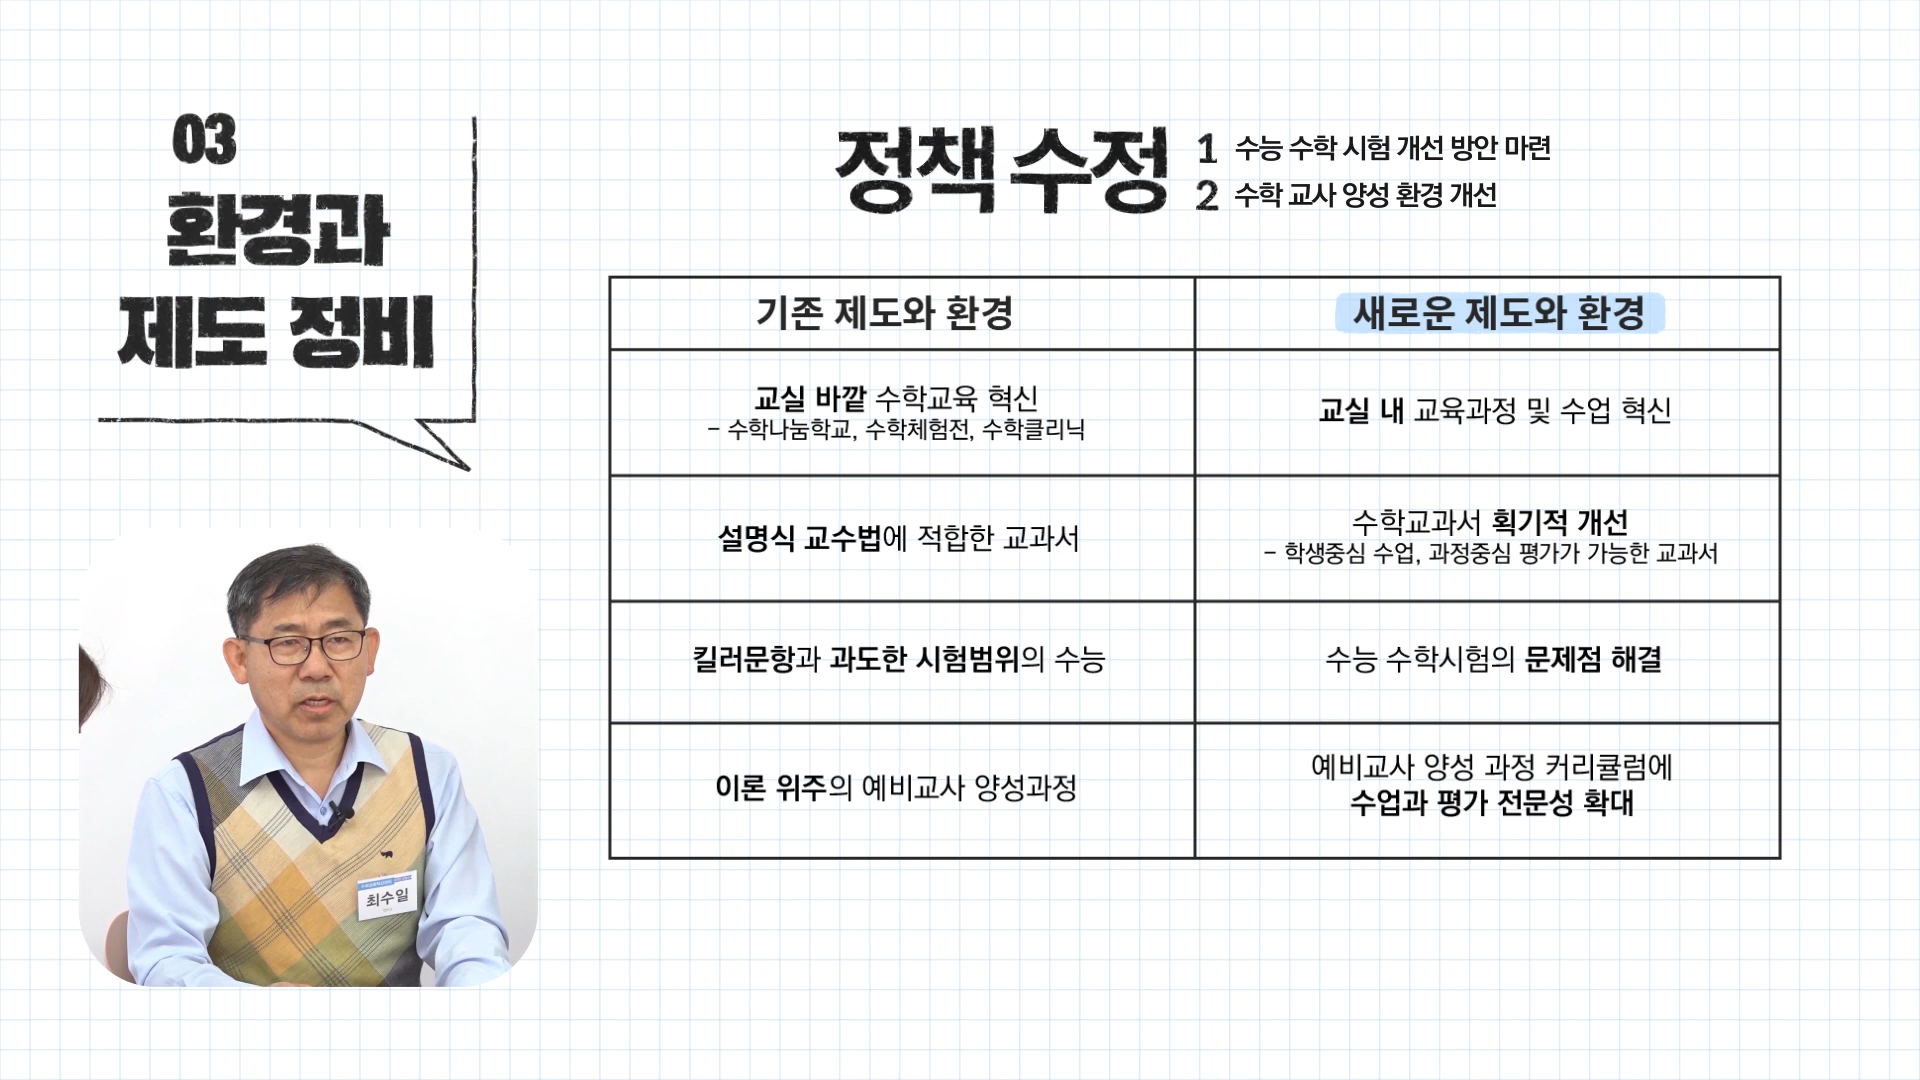 03
환경과
제도 정비
정책 수정
1 수능 수학 시험 개선 방안 마련
2 수학 교사 양성 환경 개선
기존 제도와 환경
새로운 제도와 환경
교실 바깥 수학교육 혁신
- 수학나눔학교, 수학체험전, 수학클리닉
교실 내 교육과정 및 수업 혁신
설명식 교수법에 적합한 교과서
수학교과서 획기적 개선
- 학생중심 수업, 과정중심 평가가 가능한 교과서
킬러문항과 과도한 시험범위의 수능
수능 수학시험의 문제점 해결
이론 위주의 예비교사 양성과정
예비교사 양성 과정 커리큘럼에
수업과 평가 전문성 확대
최수일